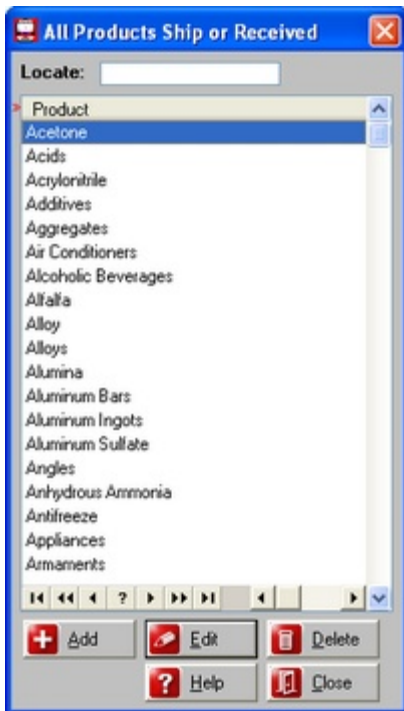 All Products Ship or Received
Locate:
Product
Acetone
Acids
Acrylonitrile
Additives
Aggregates
Air Conditioners
Alcoholic Beverages
Alfalfa
Alloy
Alloys
Alumina
Aluminum Bars
Aluminum Ingots
Aluminum Sulfate
Angles
Anhydrous Ammonia
Antifreeze
Appliances
Armaments
?
Add Edit Delete
? Help Close